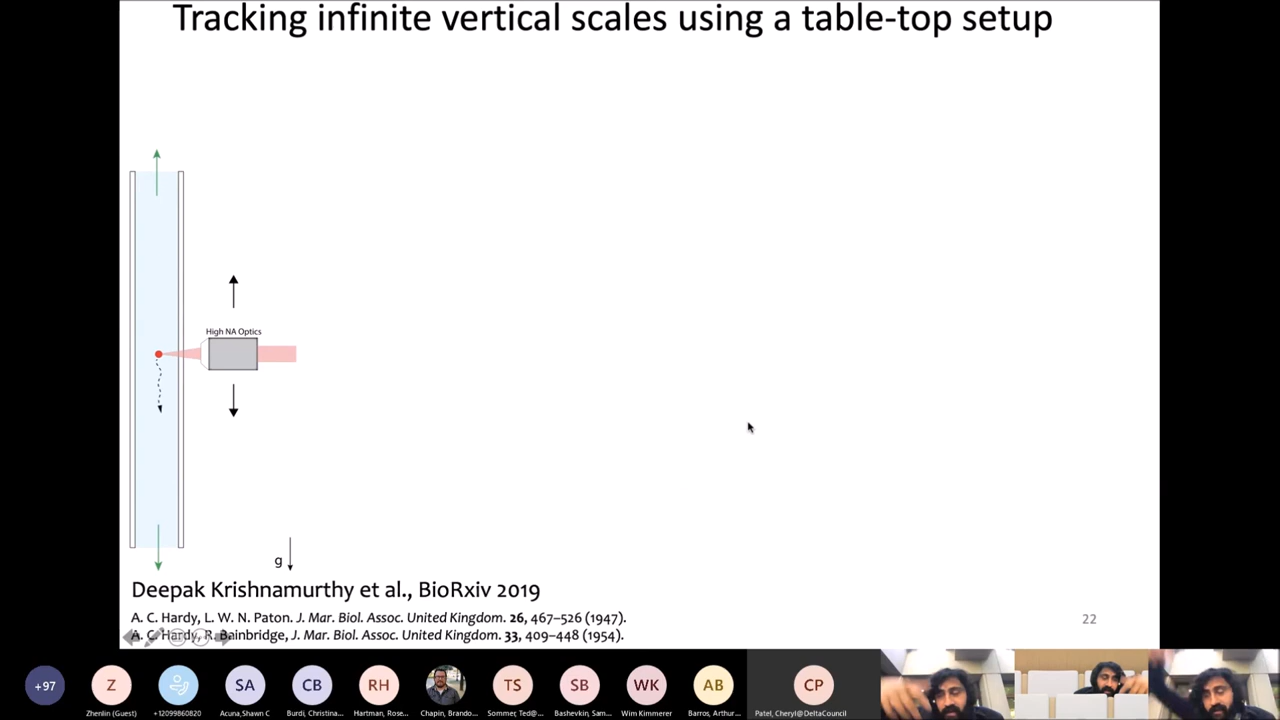 Tracking infinite vertical scales using a table-top setup
High NA Optics
g
Deepak Krishnamurthy et al., BioRxiv 2019
A. C. Hardy, L. W. N. Paton. J. Mar. Biol. Assoc. United Kingdom. 26, 467–526 (1947).
A. C. Hardy, R. Bainbridge, J. Mar. Biol. Assoc. United Kingdom. 33, 409–448 (1954).
22
+97
Z
SA
CB
RH
TS
SB
WK
AB
CP
Zhenlin (Guest)
+12099860820
Acuna,Shawn C
Burdi, Christina...
Hartman, Rose...
Chapin, Brando...
Sommer, Ted@...
Bashevkin, Sam...
Wim Kimmerer
Barros, Arthur...
Patel, Cheryl@DeltaCouncil